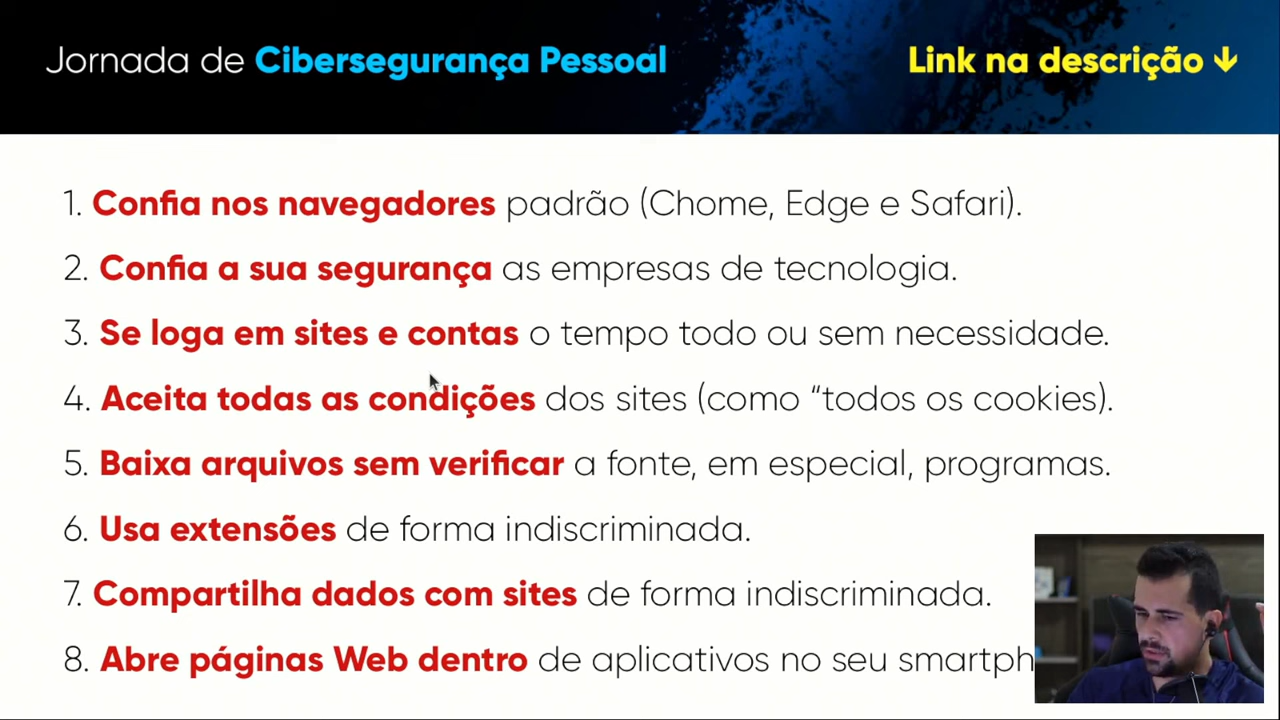 Jornada de Cibersegurança Pessoal
Link na descrição ↓
1. Confia nos navegadores padrão (Chome, Edge e Safari).
2. Confia a sua segurança as empresas de tecnologia.
3. Se loga em sites e contas o tempo todo ou sem necessidade.
4. Aceita todas as condições dos sites (como “todos os cookies).
5. Baixa arquivos sem verificar a fonte, em especial, programas.
6. Usa extensões de forma indiscriminada.
7. Compartilha dados com sites de forma indiscriminada.
8. Abre páginas Web dentro de aplicativos no seu smartph